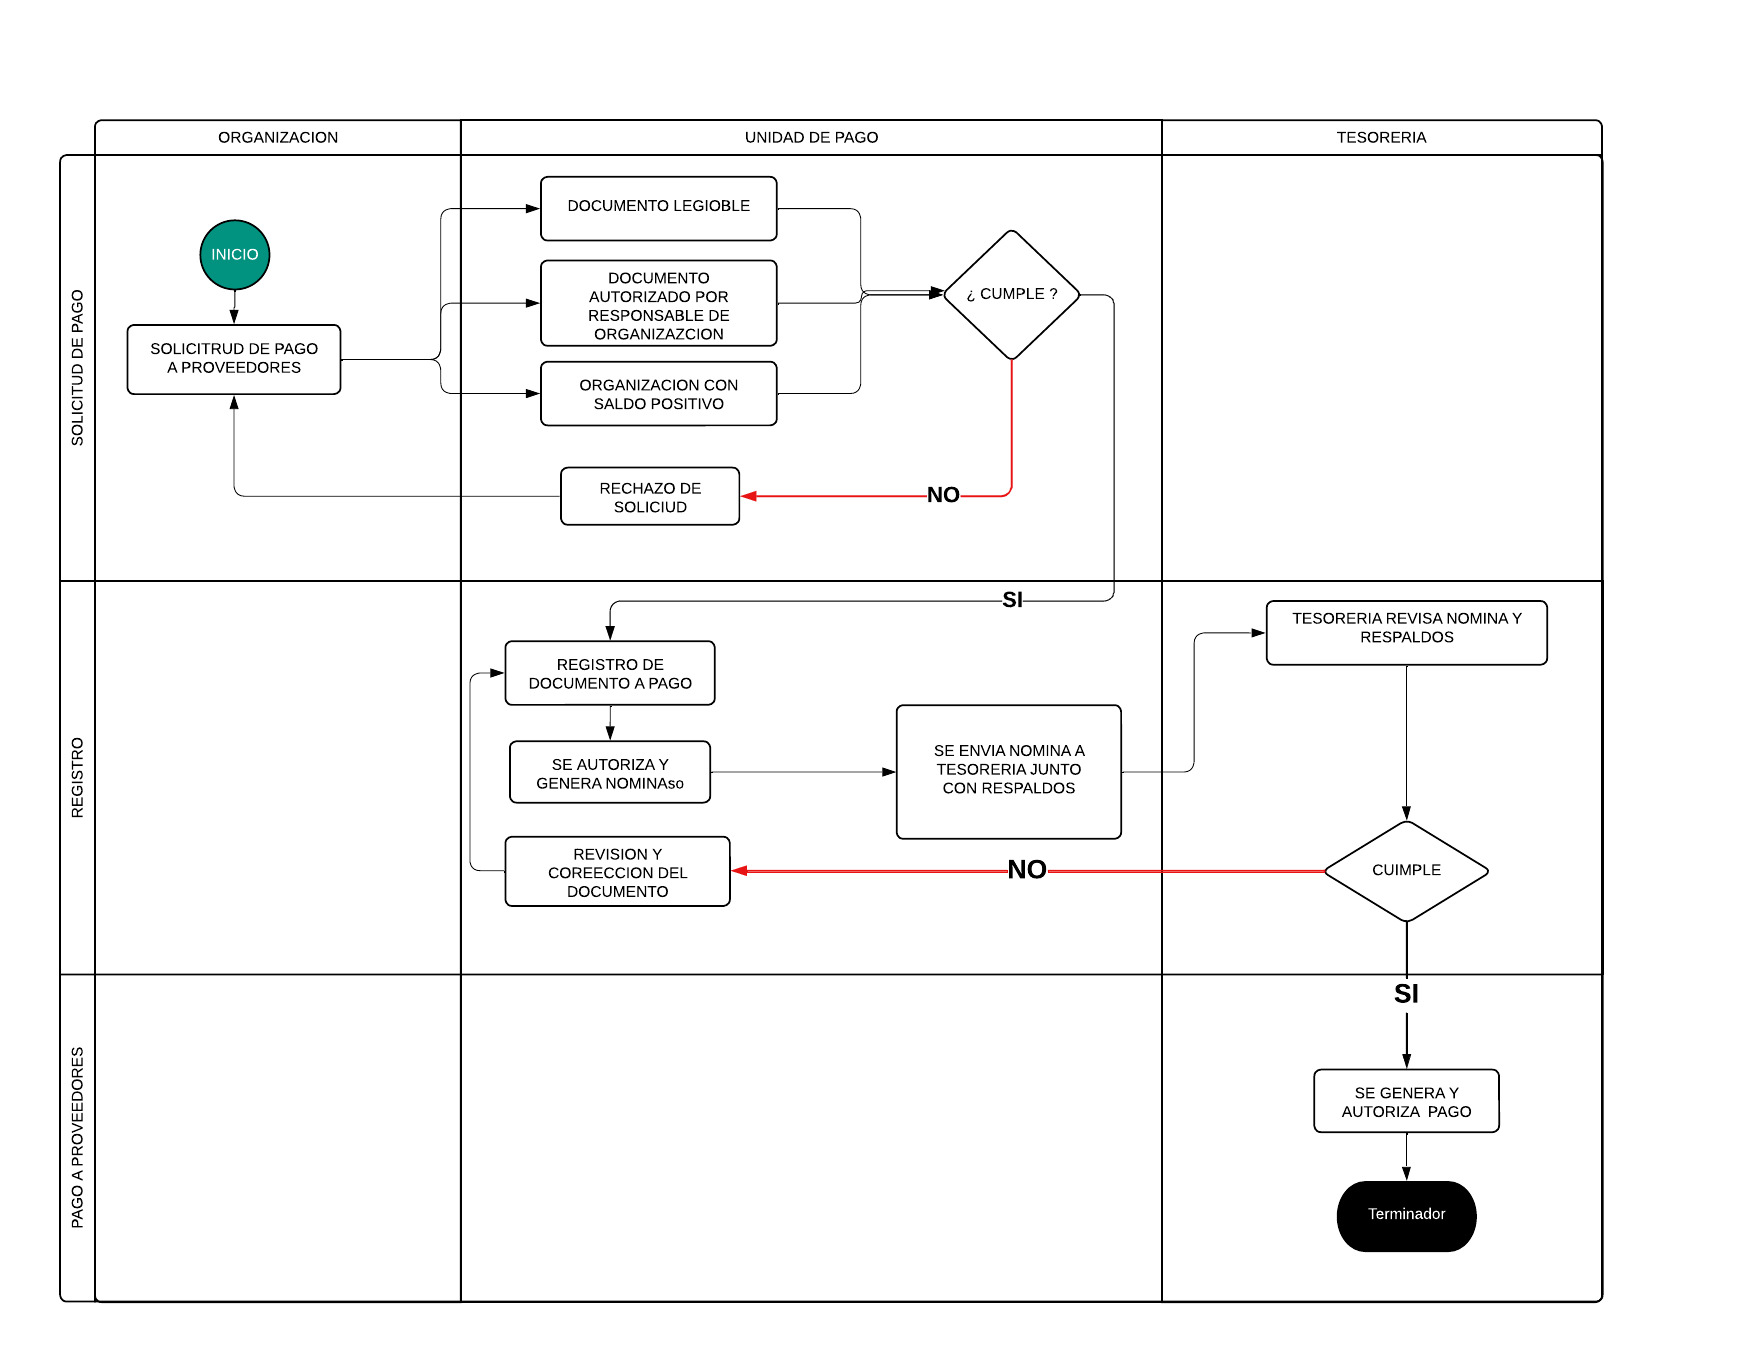 ORGANIZACION
UNIDAD DE PAGO
TESORERIA
SOLICITUD DE PAGO
INICIO
SOLICITRUD DE PAGO
A PROVEEDORES
DOCUMENTO LEGIOBLE
DOCUMENTO
AUTORIZADO POR
RESPONSABLE DE
ORGANIZAZCION
ORGANIZACION CON
SALDO POSITIVO
¿ CUMPLE ?
NO
RECHAZO DE
SOLICIUD
REGISTRO
SI
REGISTRO DE
DOCUMENTO A PAGO
SE AUTORIZA Y
GENERA NOMINAso
SE ENVIA NOMINA A
TESORERIA JUNTO
CON RESPALDOS
TESORERIA REVISA NOMINA Y
RESPALDOS
CUIMPLE
NO
REVISION Y
COREECCION DEL
DOCUMENTO
PAGO A PROVEEDORES
SI
SE GENERA Y
AUTORIZA  PAGO
Terminador